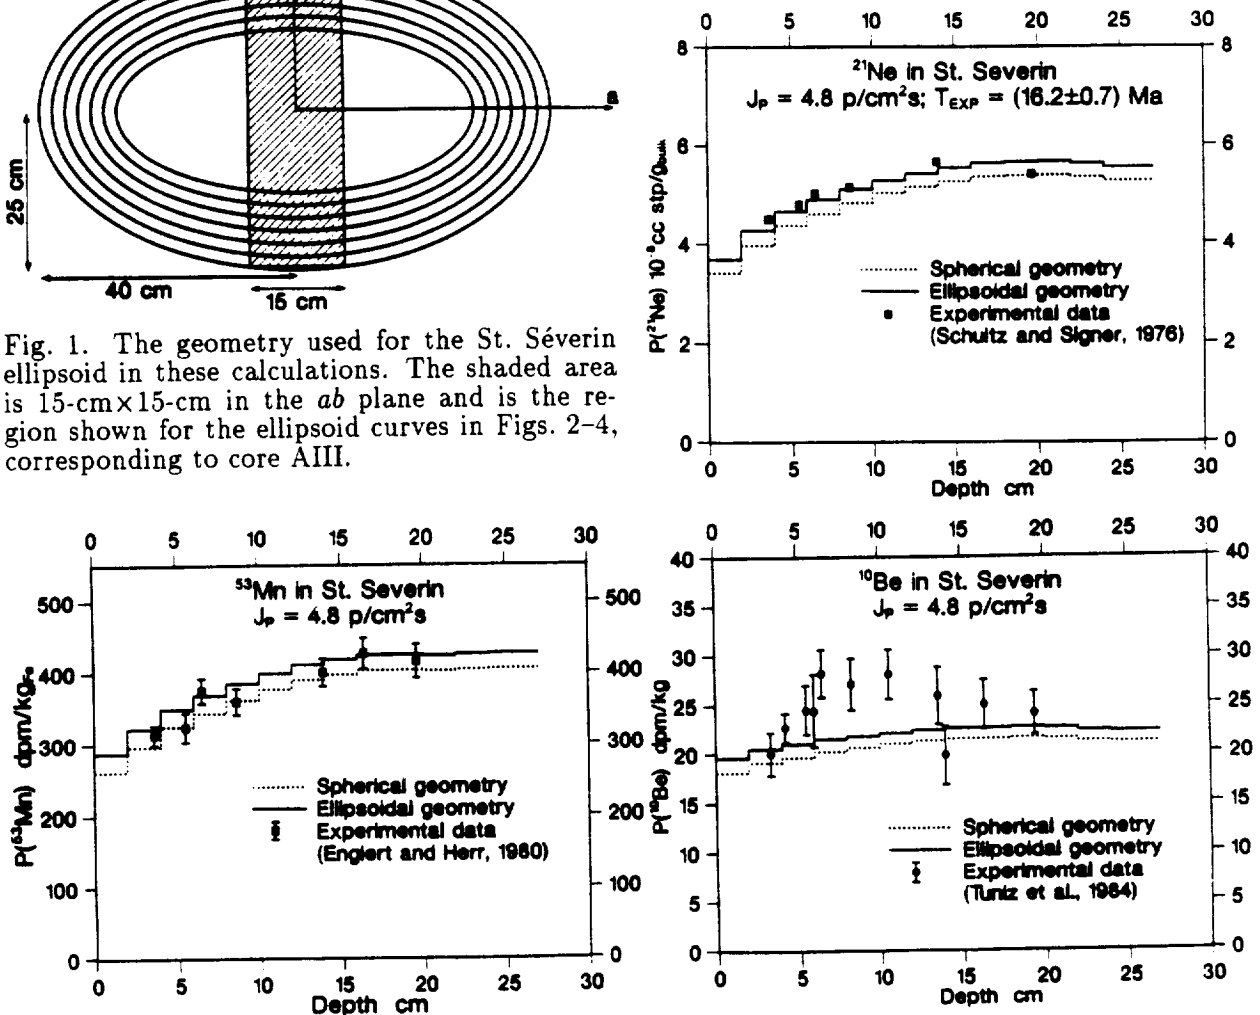 a
25 cm
40 cm
15 cm
Fig. 1. The geometry used for the St. Séverin
ellipsoid in these calculations. The shaded area
is 15-cm×15-cm in the ab plane and is the re-
gion shown for the ellipsoid curves in Figs. 2–4,
corresponding to core AIII.
0 5 10 15 20 25 30
²¹Ne in St. Severin
Jₚ = 4.8 p/cm²s; T_EXP = (16.2±0.7) Ma
P(²¹Ne) 10⁻⁸cc stp/g_bulk
8 6 4 2 0
8 6 4 2 0
Spherical geometry
Ellipsoidal geometry
Experimental data
(Schultz and Signer, 1976)
0 5 10 15 20 25 30
Depth cm
0 5 10 15 20 25 30
⁵³Mn in St. Severin
Jₚ = 4.8 p/cm²s
P(⁵³Mn) dpm/kg_Fe
500 400 300 200 100 0
500 400 300 200 100 0
Spherical geometry
Ellipsoidal geometry
Experimental data
(Englert and Herr, 1980)
0 5 10 15 20 25 30
Depth cm
0 5 10 15 20 25 30
¹⁰Be in St. Severin
Jₚ = 4.8 p/cm²s
P(¹⁰Be) dpm/kg
40 35 30 25 20 15 10 5 0
40 35 30 25 20 15 10 5 0
Spherical geometry
Ellipsoidal geometry
Experimental data
(Tuniz et al., 1984)
0 5 10 15 20 25 30
Depth cm